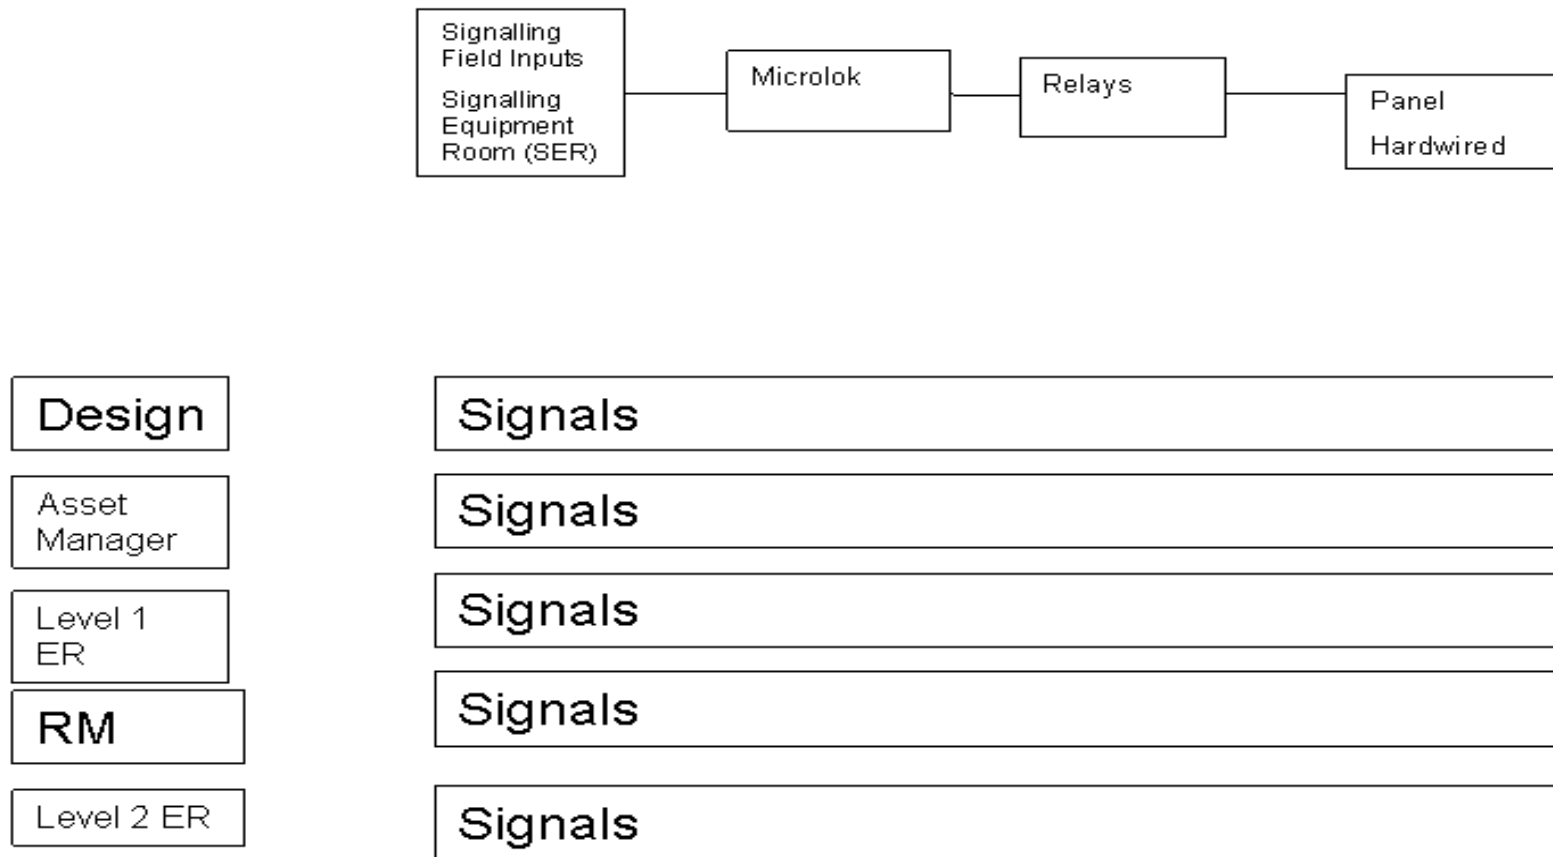 Signalling
Field Inputs
Signalling
Equipment
Room (SER)
Microlok
Relays
Panel
Hardwired
Design
Signals
Asset
Manager
Signals
Level 1
ER
Signals
RM
Signals
Level 2 ER
Signals